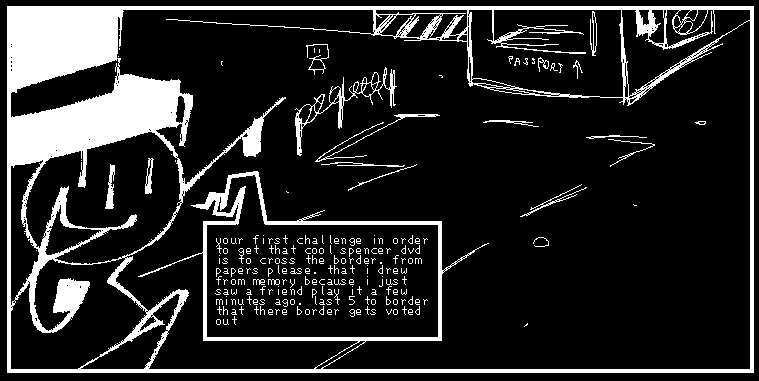 PASSPORT
your first challenge in order
to get that cool spencer dvd
is to cross the border. from
papers please. that i drew
from memory because i just
saw a friend play it a few
minutes ago. last 5 to border
that there border gets voted
out